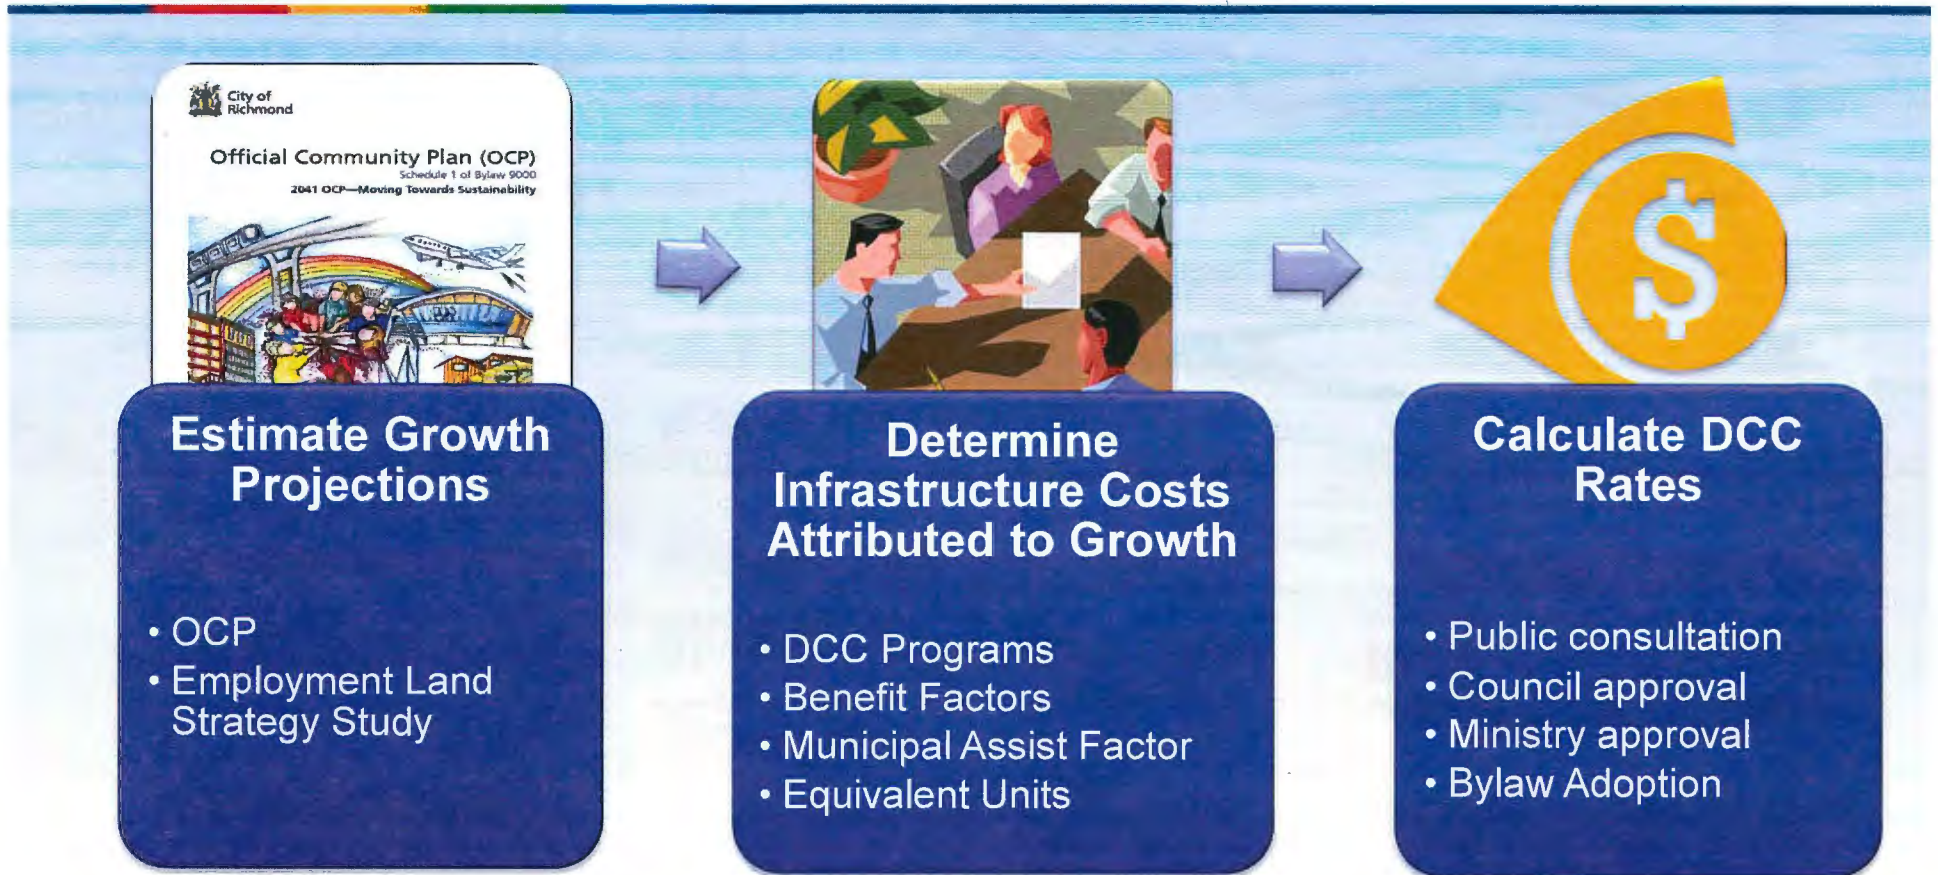 City of
Richmond
Official Community Plan (OCP)
Schedule 1 of Bylaw 9000
2041 OCP—Moving Towards Sustainability
Estimate Growth
Projections
• OCP
• Employment Land
Strategy Study
Determine
Infrastructure Costs
Attributed to Growth
• DCC Programs
• Benefit Factors
• Municipal Assist Factor
• Equivalent Units
$
Calculate DCC
Rates
• Public consultation
• Council approval
• Ministry approval
• Bylaw Adoption